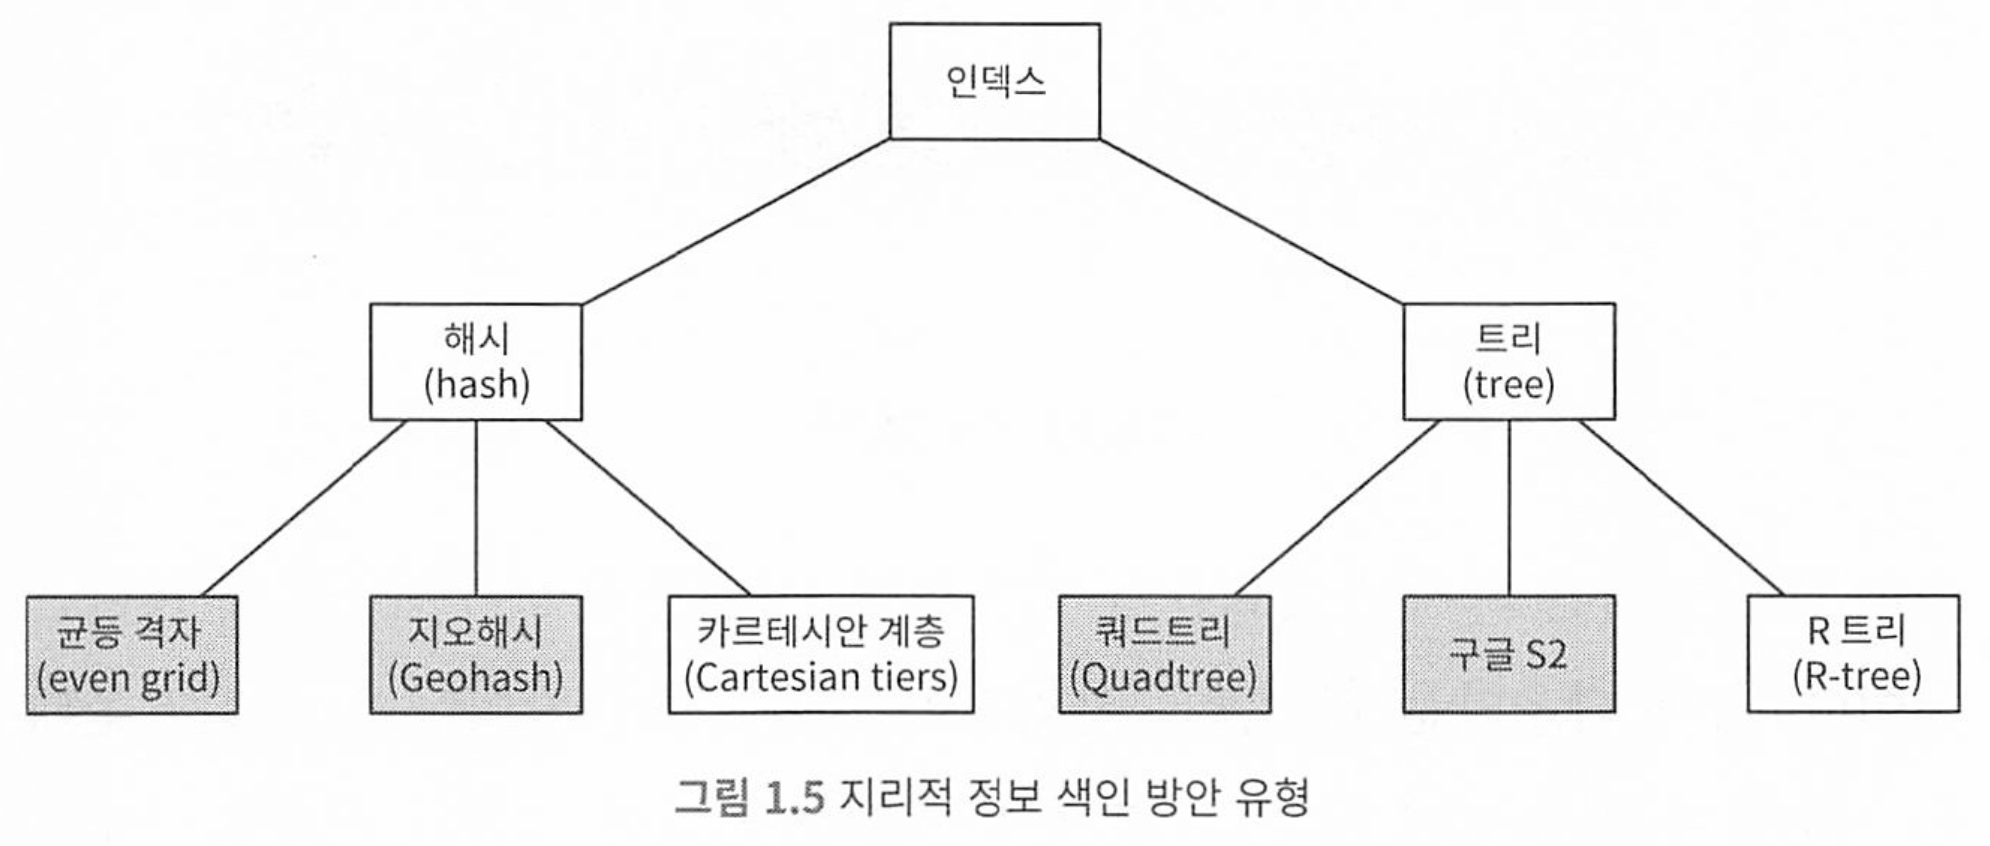 인덱스
해시
(hash)
트리
(tree)
균등 격자
(even grid)
지오해시
(Geohash)
카르테시안 계층
(Cartesian tiers)
쿼드트리
(Quadtree)
구글 S2
R 트리
(R-tree)
그림 1.5 지리적 정보 색인 방안 유형